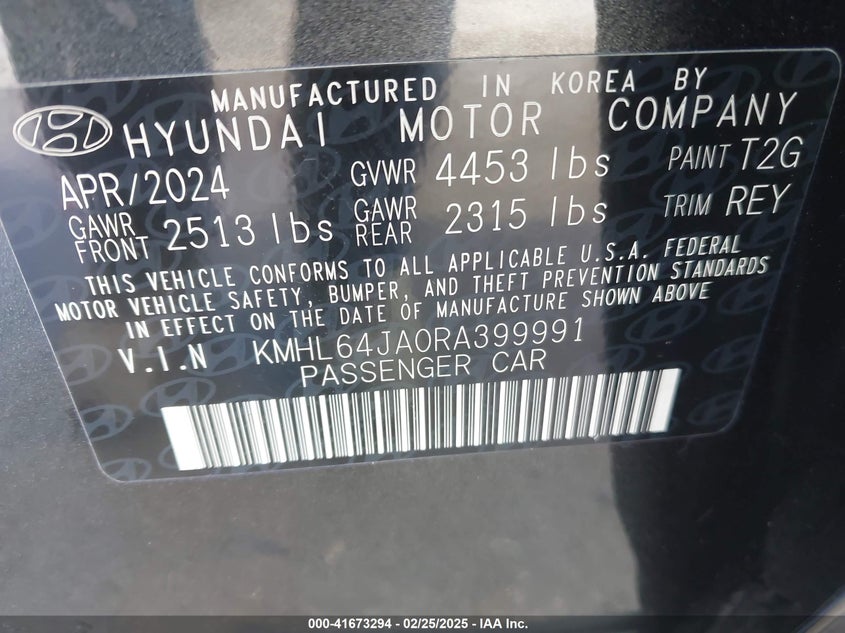 MANUFACTURED IN KOREA BY
HYUNDAI MOTOR COMPANY
APR/2024 GVWR 4453 lbs PAINT T2G
GAWR FRONT 2513 lbs GAWR REAR 2315 lbs TRIM REY
THIS VEHICLE CONFORMS TO ALL APPLICABLE U.S.A. FEDERAL
MOTOR VEHICLE SAFETY, BUMPER, AND THEFT PREVENTION STANDARDS
IN EFFECT ON THE DATE OF MANUFACTURE SHOWN ABOVE
V.I.N KMHL64JA0RA399991
PASSENGER CAR
000-41673294 - 02/25/2025 - IAA Inc.